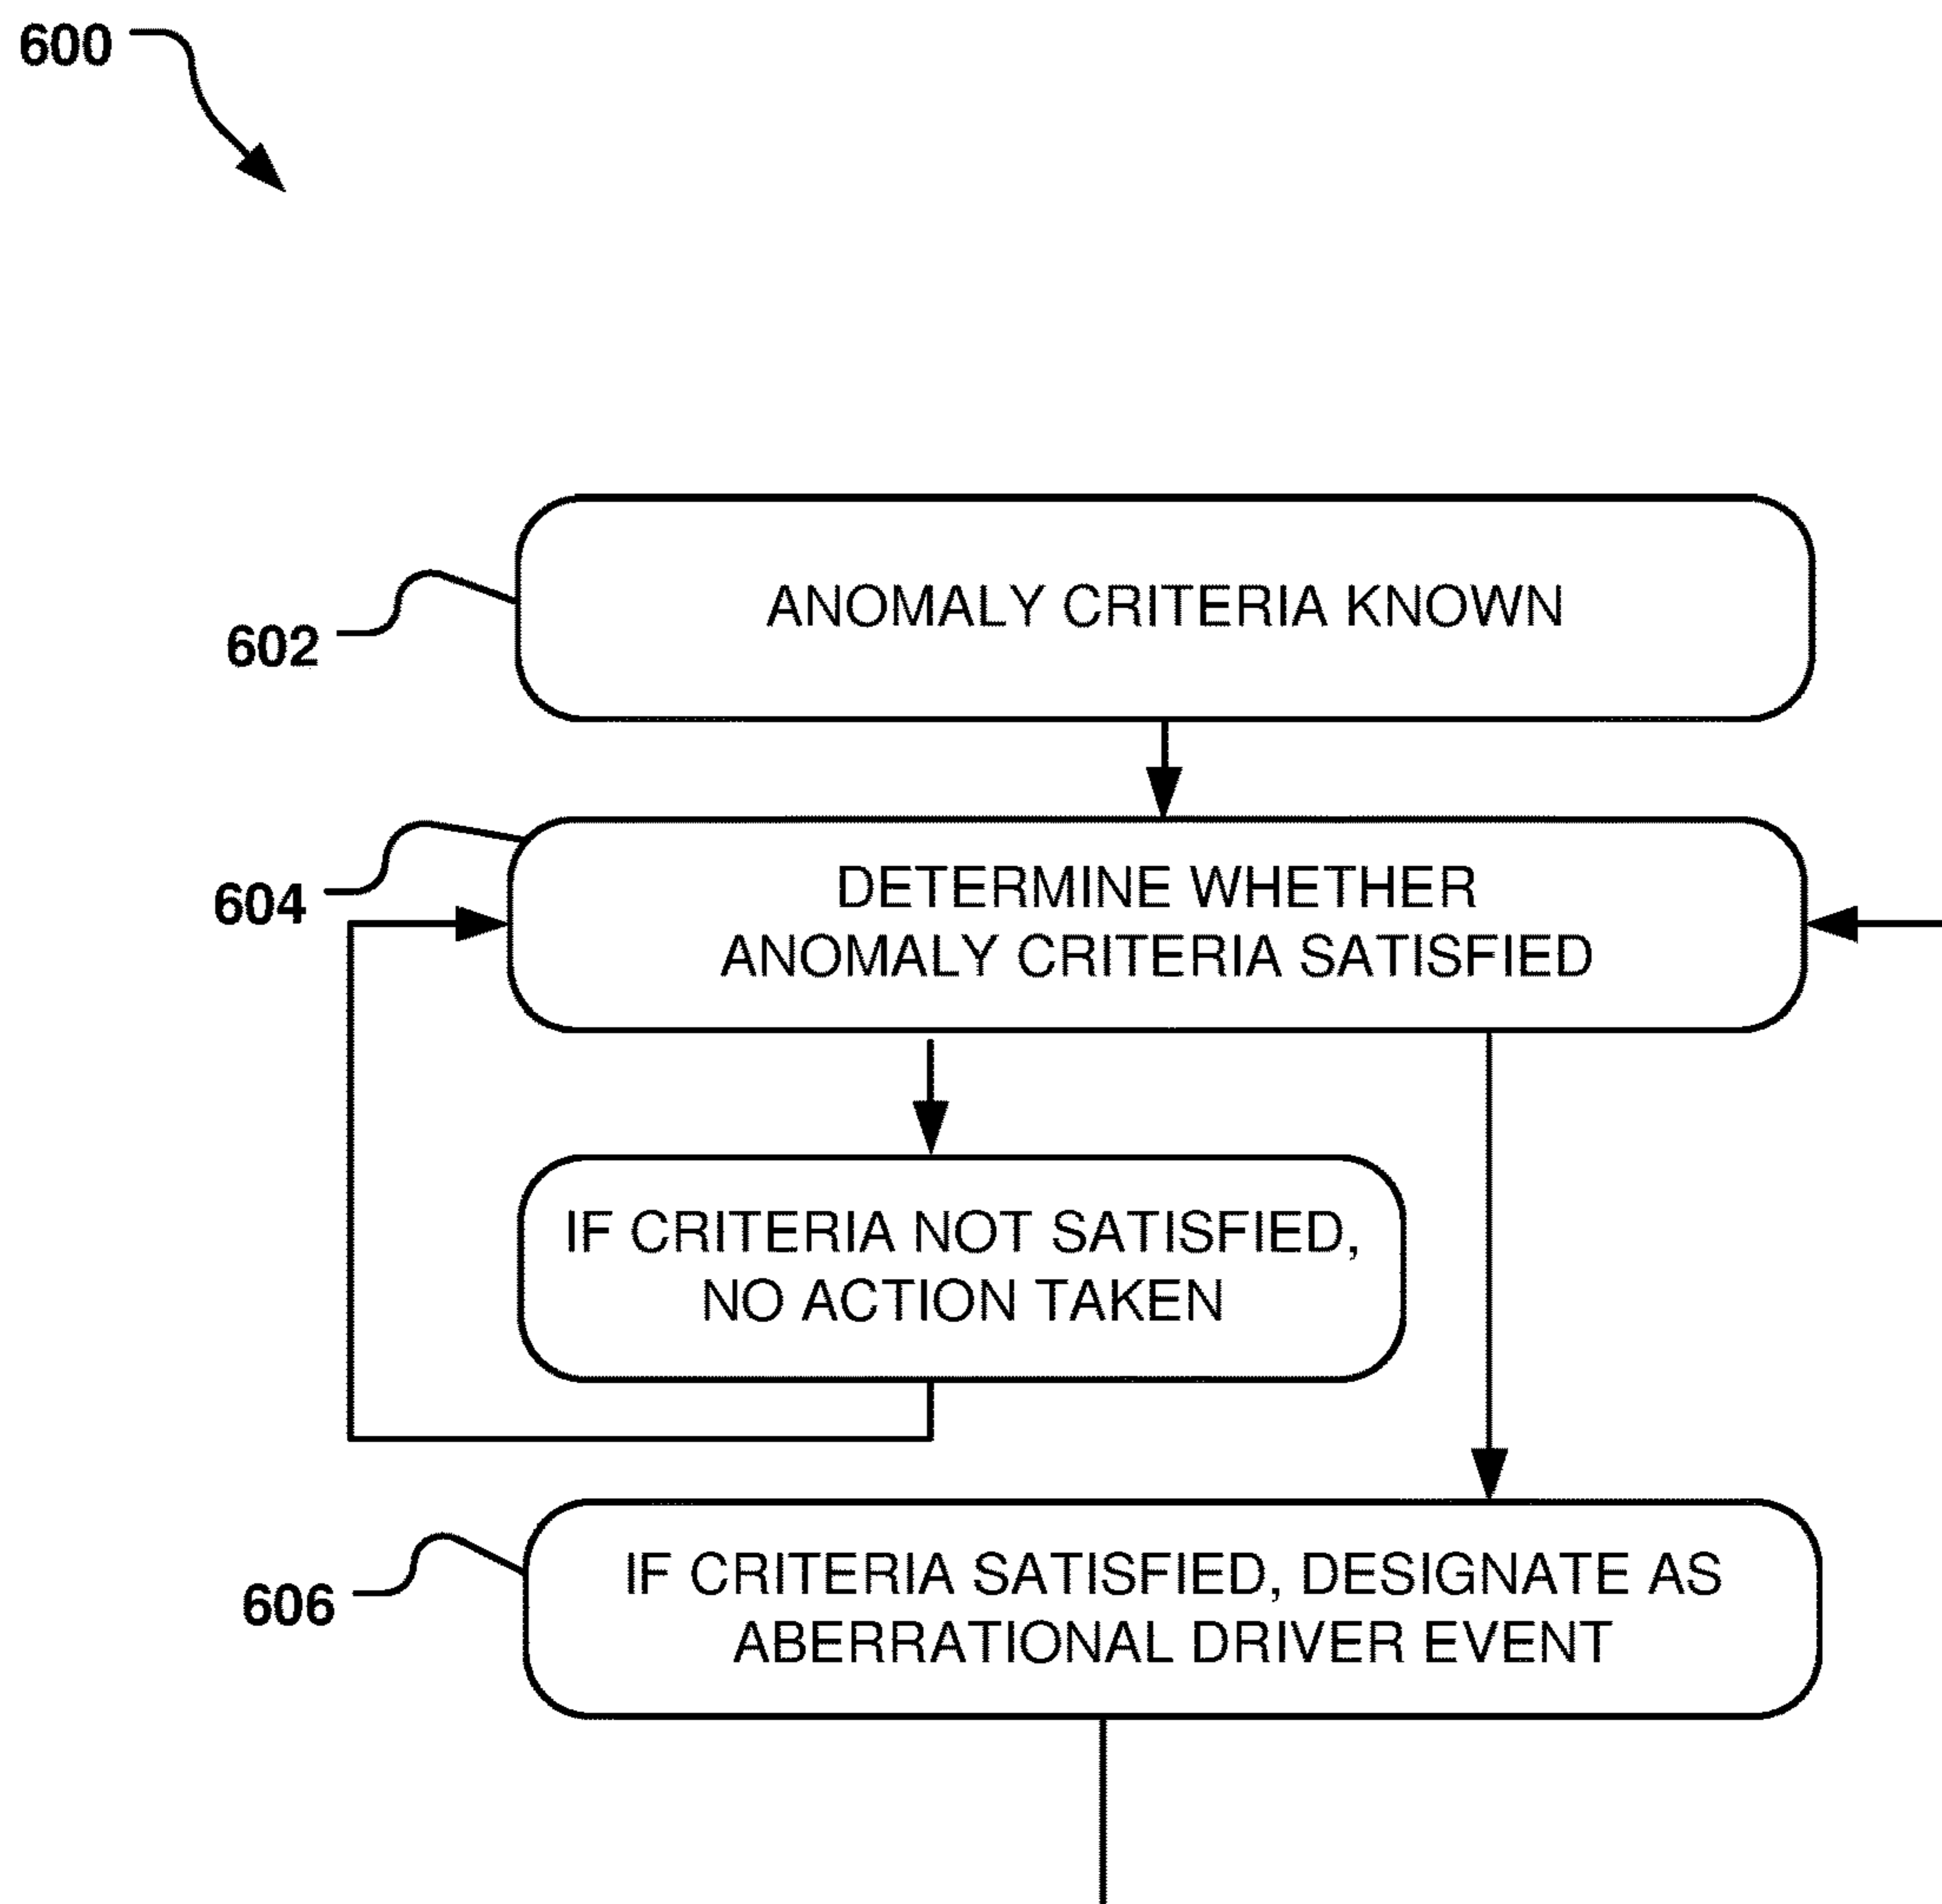 600
602
ANOMALY CRITERIA KNOWN
604
DETERMINE WHETHER
ANOMALY CRITERIA SATISFIED
IF CRITERIA NOT SATISFIED,
NO ACTION TAKEN
606
IF CRITERIA SATISFIED, DESIGNATE AS
ABERRATIONAL DRIVER EVENT